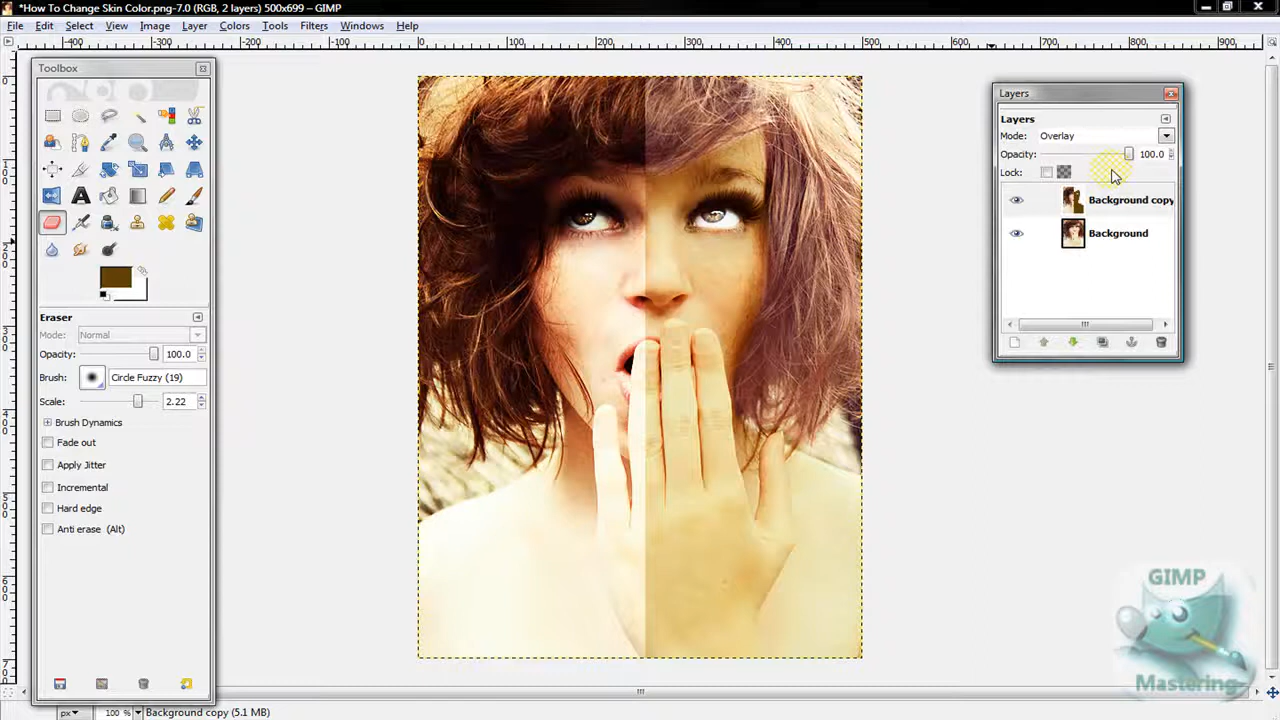 *How To Change Skin Color.png-7.0 (RGB, 2 layers) 500x699 – GIMP
File Edit Select View Image Layer Colors Tools Filters Windows Help
-400 -300 -200 -100 0 100 200 300 400 500 600 700 800 900
Toolbox
Eraser
Mode: Normal
Opacity: 100.0
Brush: Circle Fuzzy (19)
Scale: 2.22
Brush Dynamics
Fade out
Apply Jitter
Incremental
Hard edge
Anti erase (Alt)
Layers
Layers
Mode: Overlay
Opacity: 100.0
Lock:
Background copy
Background
GIMP
Mastering
px 100 % Background copy (5.1 MB)